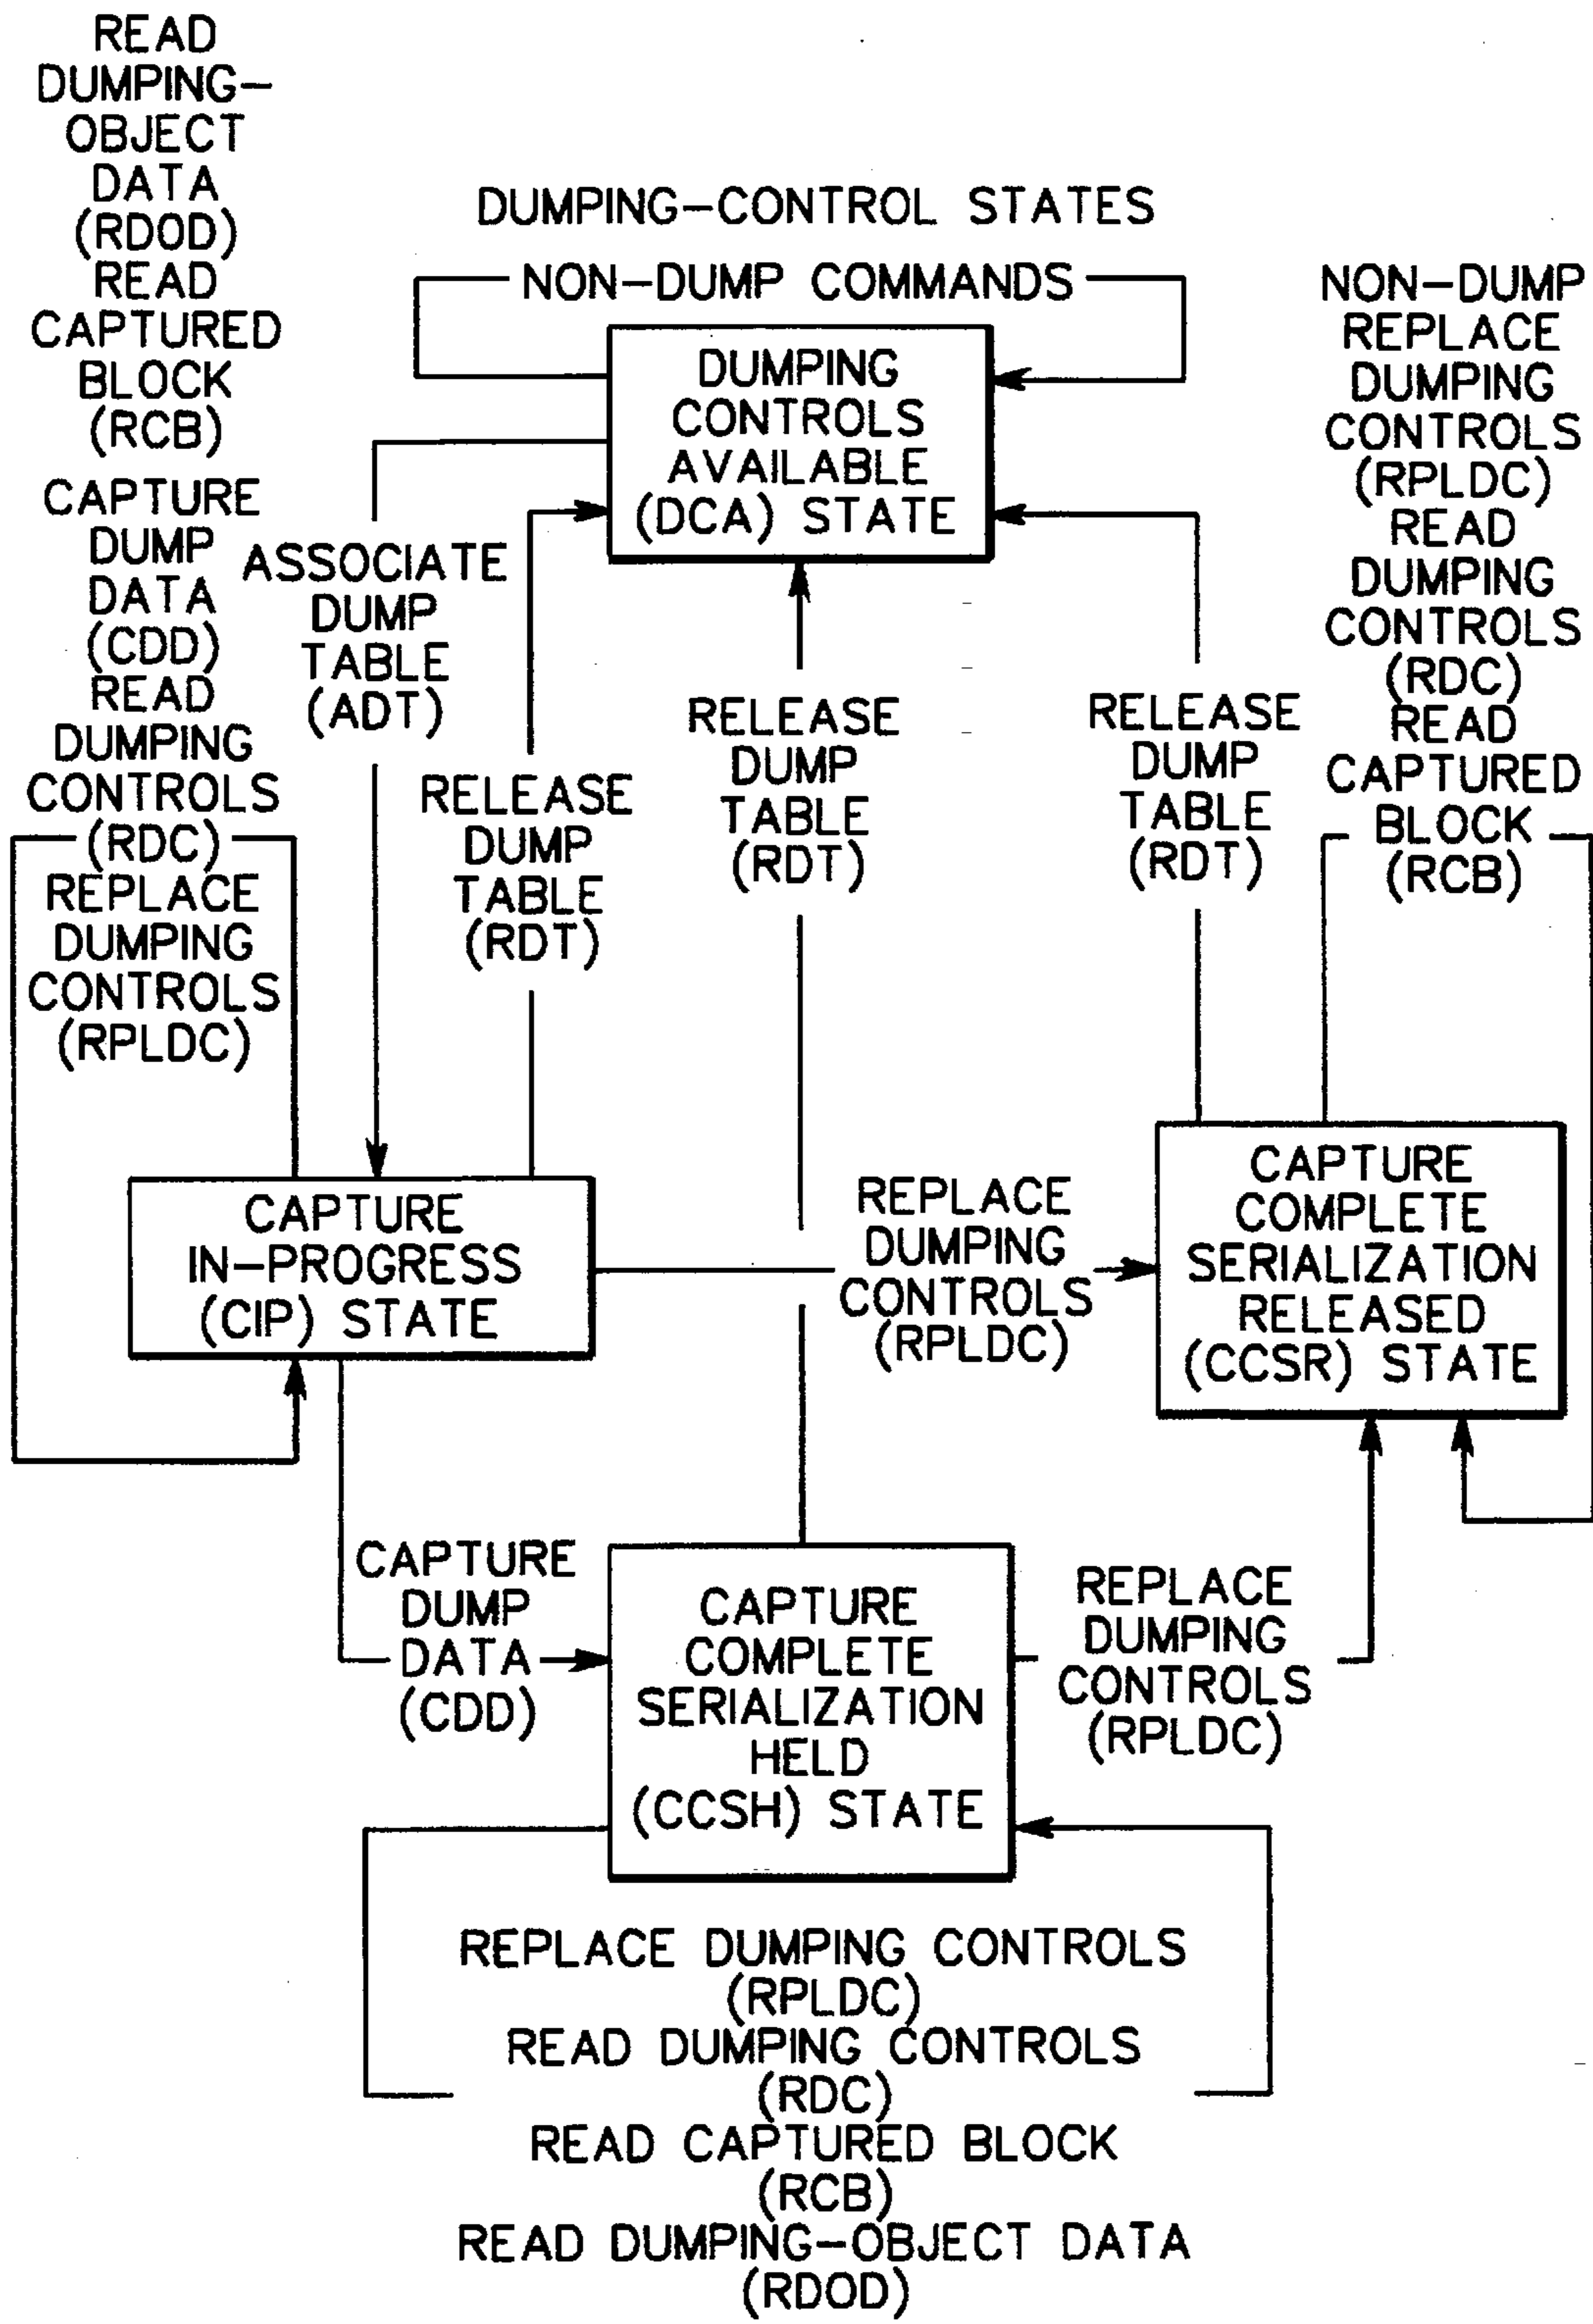 READ
DUMPING-
OBJECT
DATA
(RDOD)
READ
CAPTURED
BLOCK
(RCB)
CAPTURE
DUMP
DATA
(CDD)
READ
DUMPING
CONTROLS
(RDC)
REPLACE
DUMPING
CONTROLS
(RPLDC)
DUMPING-CONTROL STATES
NON-DUMP COMMANDS
DUMPING
CONTROLS
AVAILABLE
(DCA) STATE
NON-DUMP
REPLACE
DUMPING
CONTROLS
(RPLDC)
READ
DUMPING
CONTROLS
(RDC)
READ
CAPTURED
BLOCK
(RCB)
ASSOCIATE
DUMP
TABLE
(ADT)
RELEASE
DUMP
TABLE
(RDT)
RELEASE
DUMP
TABLE
(RDT)
RELEASE
DUMP
TABLE
(RDT)
CAPTURE
IN-PROGRESS
(CIP) STATE
REPLACE
DUMPING
CONTROLS
(RPLDC)
CAPTURE
COMPLETE
SERIALIZATION
RELEASED
(CCSR) STATE
CAPTURE
DUMP
DATA
(CDD)
CAPTURE
COMPLETE
SERIALIZATION
HELD
(CCSH) STATE
REPLACE
DUMPING
CONTROLS
(RPLDC)
REPLACE DUMPING CONTROLS
(RPLDC)
READ DUMPING CONTROLS
(RDC)
READ CAPTURED BLOCK
(RCB)
READ DUMPING-OBJECT DATA
(RDOD)